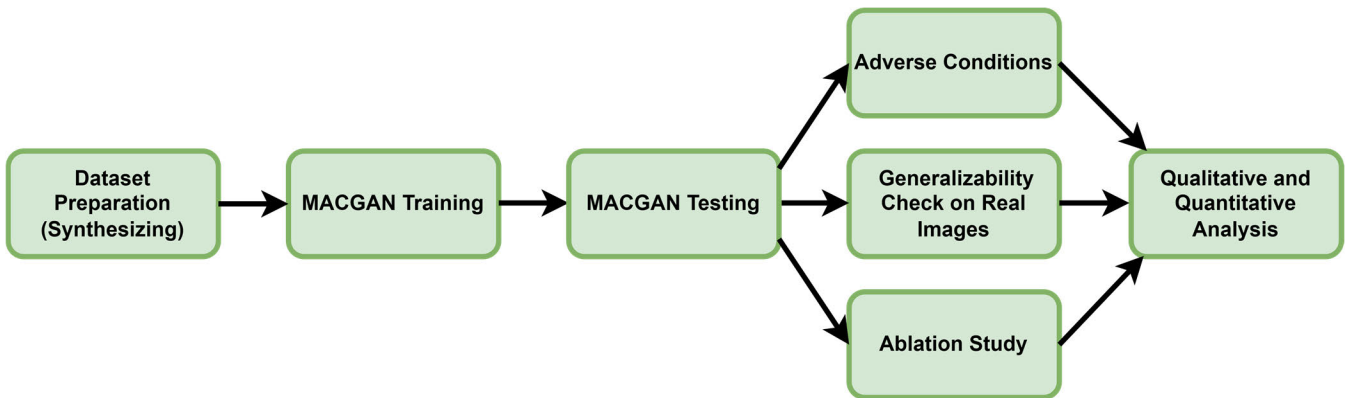 Dataset
Preparation
(Synthesizing)
MACGAN Training
MACGAN Testing
Adverse Conditions
Generalizability
Check on Real
Images
Ablation Study
Qualitative and
Quantitative
Analysis